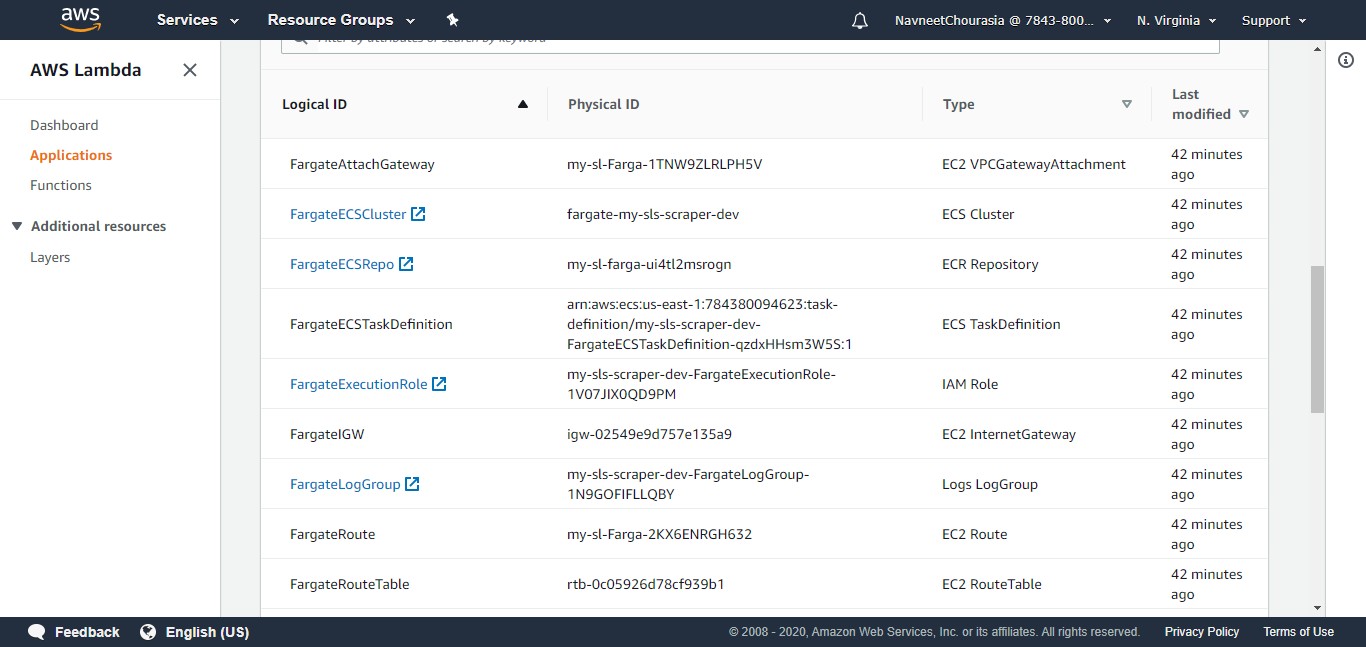 aws Services Resource Groups NavneetChourasia @ 7843-800... N. Virginia Support
Filter by attributes or search by keyword
AWS Lambda
Dashboard
Applications
Functions
Additional resources
Layers
Logical ID Physical ID Type Last
modified
FargateAttachGateway my-sl-Farga-1TNW9ZLRLPH5V EC2 VPCGatewayAttachment 42 minutes
ago
FargateECSCluster fargate-my-sls-scraper-dev ECS Cluster 42 minutes
ago
FargateECSRepo my-sl-farga-ui4tl2msrogn ECR Repository 42 minutes
ago
arn:aws:ecs:us-east-1:784380094623:task-
FargateECSTaskDefinition definition/my-sls-scraper-dev- ECS TaskDefinition 42 minutes
FargateECSTaskDefinition-qzdxHHsm3W5S:1 ago
FargateExecutionRole my-sls-scraper-dev-FargateExecutionRole- IAM Role 42 minutes
1V07JIX0QD9PM ago
FargateIGW igw-02549e9d757e135a9 EC2 InternetGateway 42 minutes
ago
FargateLogGroup my-sls-scraper-dev-FargateLogGroup- Logs LogGroup 42 minutes
1N9GOFIFLLQBY ago
FargateRoute my-sl-Farga-2KX6ENRGH632 EC2 Route 42 minutes
ago
FargateRouteTable rtb-0c05926d78cf939b1 EC2 RouteTable 42 minutes
ago
Feedback English (US) © 2008 - 2020, Amazon Web Services, Inc. or its affiliates. All rights reserved. Privacy Policy Terms of Use